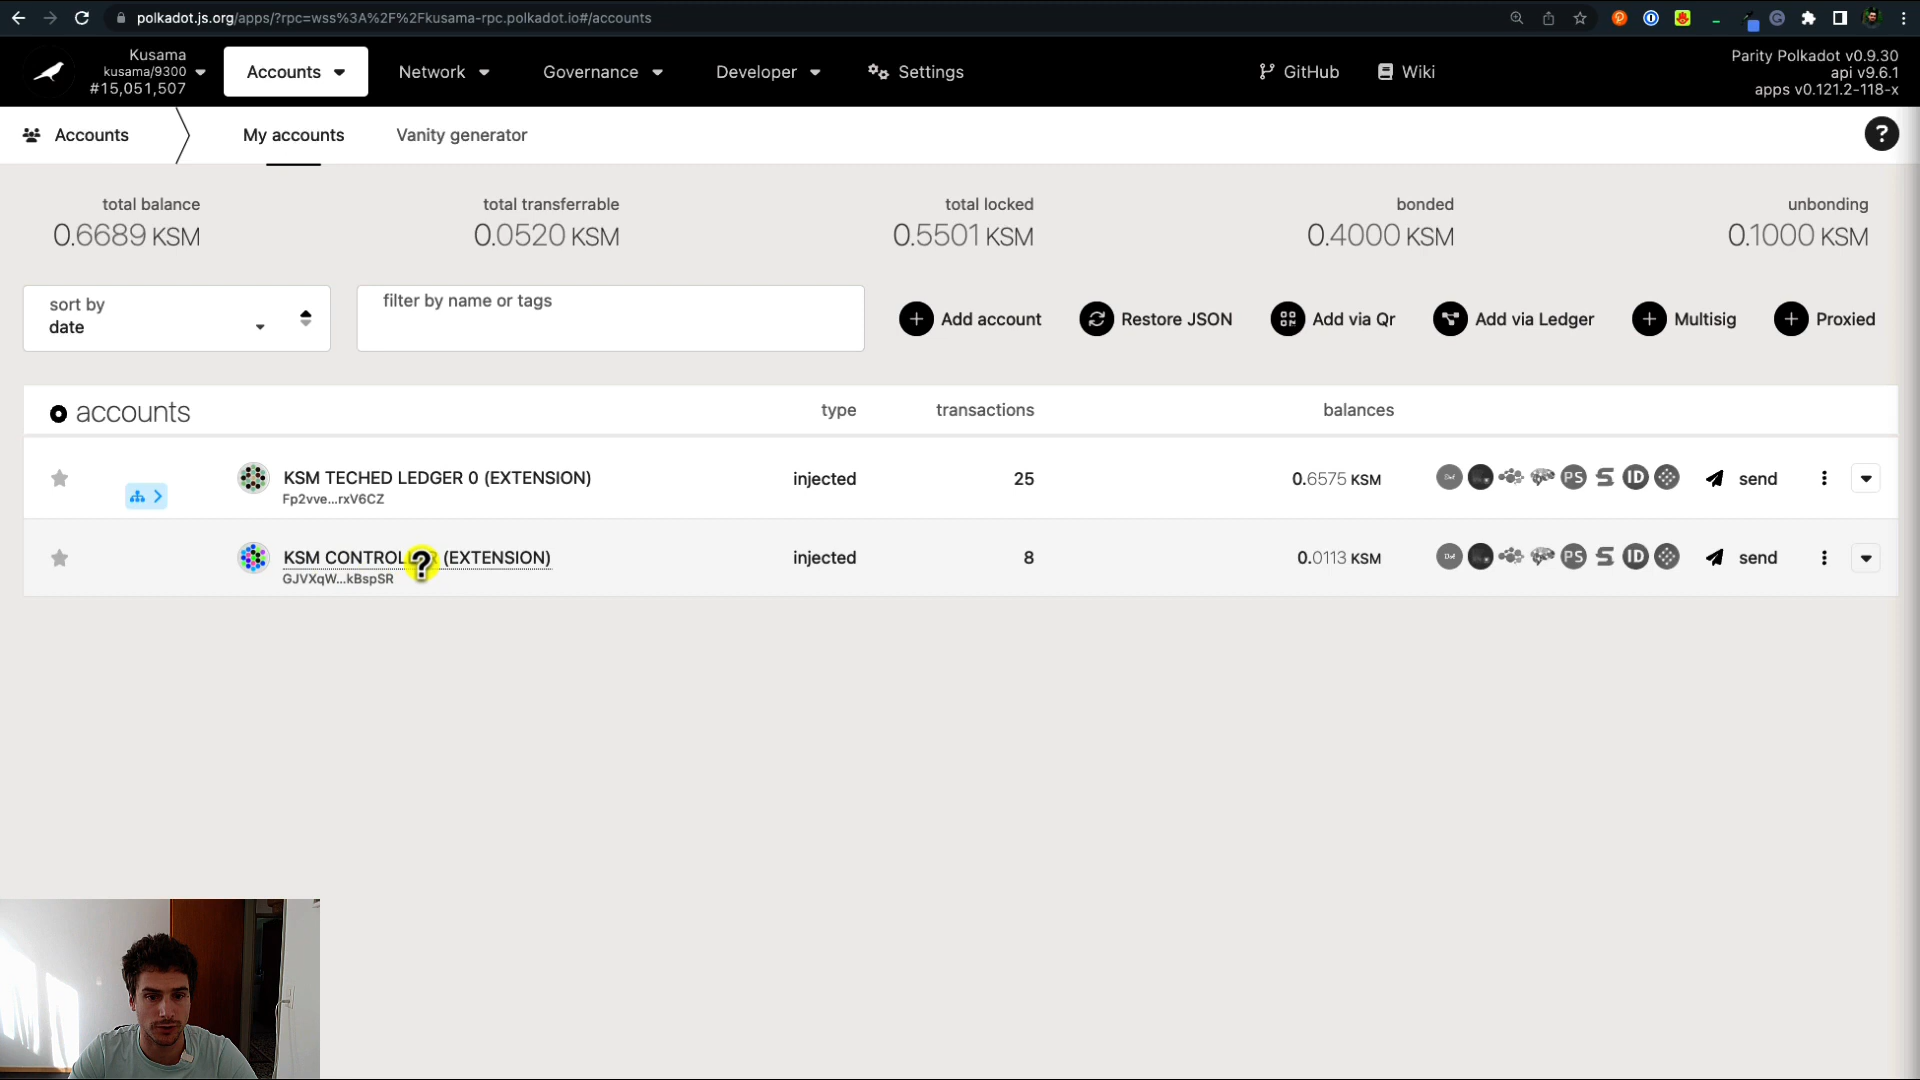 polkadot.js.org/apps/?rpc=wss%3A%2F%2Fkusama-rpc.polkadot.io#/accounts
Kusama
kusama/9300
#15,051,507
Accounts
Network
Governance
Developer
Settings
GitHub
Wiki
Parity Polkadot v0.9.30
api v9.6.1
apps v0.121.2-118-x
Accounts
My accounts
Vanity generator
?
total balance
0.6689 KSM
total transferrable
0.0520 KSM
total locked
0.5501 KSM
bonded
0.4000 KSM
unbonding
0.1000 KSM
sort by
date
filter by name or tags
Add account
Restore JSON
Add via Qr
Add via Ledger
Multisig
Proxied
accounts
type
transactions
balances
KSM TECHED LEDGER 0 (EXTENSION)
Fp2vve...rxV6CZ
injected
25
0.6575 KSM
PS
ID
send
KSM CONTROL (EXTENSION)
GJVXqW...kBspSR
injected
8
0.0113 KSM
PS
ID
send